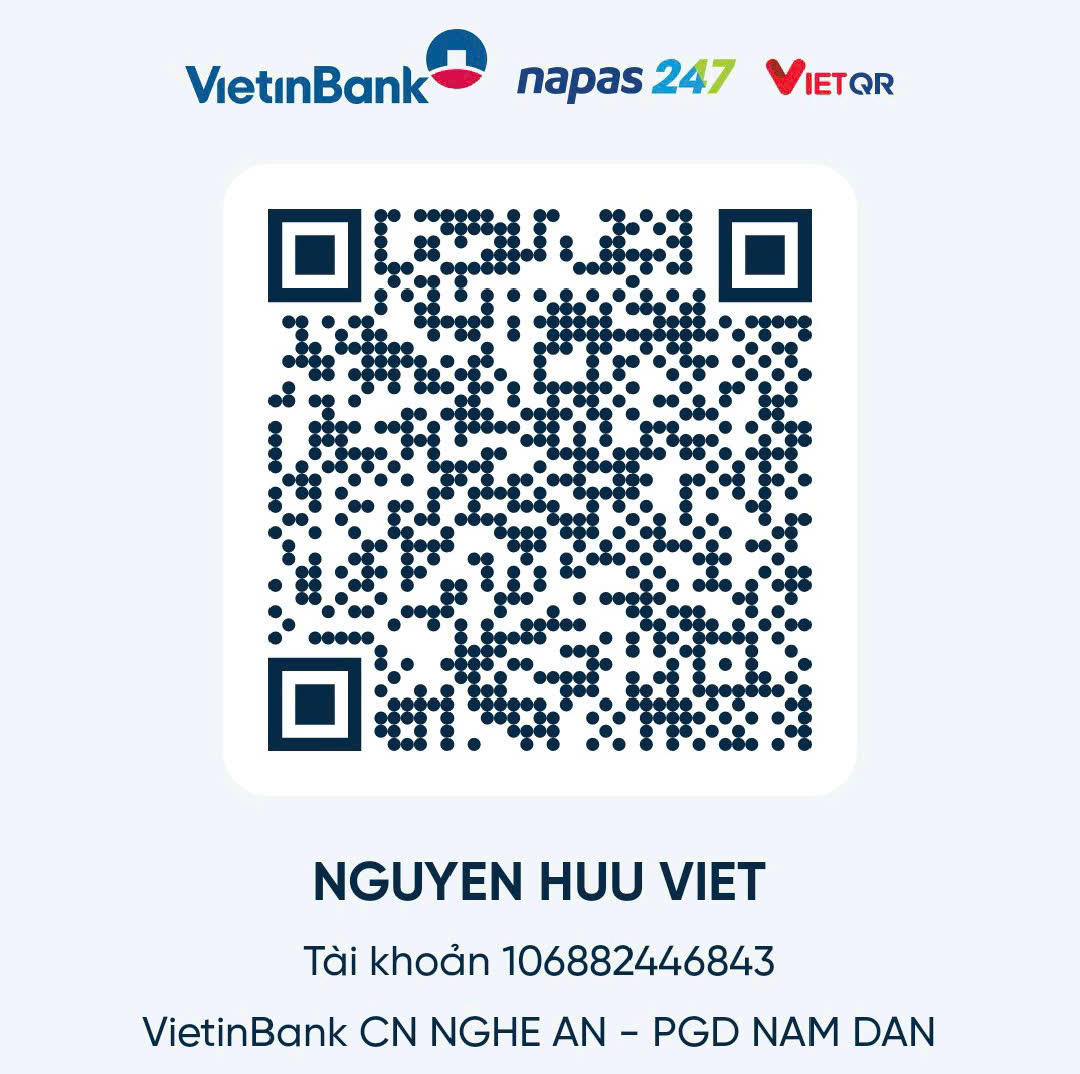 VietinBank napas 247 VIETQR
NGUYEN HUU VIET
Tài khoản 106882446843
VietinBank CN NGHE AN - PGD NAM DAN